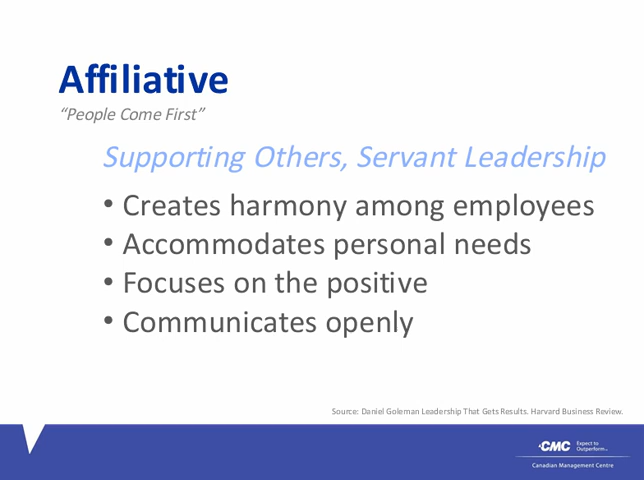 Affiliative
“People Come First”
Supporting Others, Servant Leadership
• Creates harmony among employees
• Accommodates personal needs
• Focuses on the positive
• Communicates openly
Source: Daniel Goleman Leadership That Gets Results. Harvard Business Review.
CMC
Expect to
Outperform
Canadian Management Centre